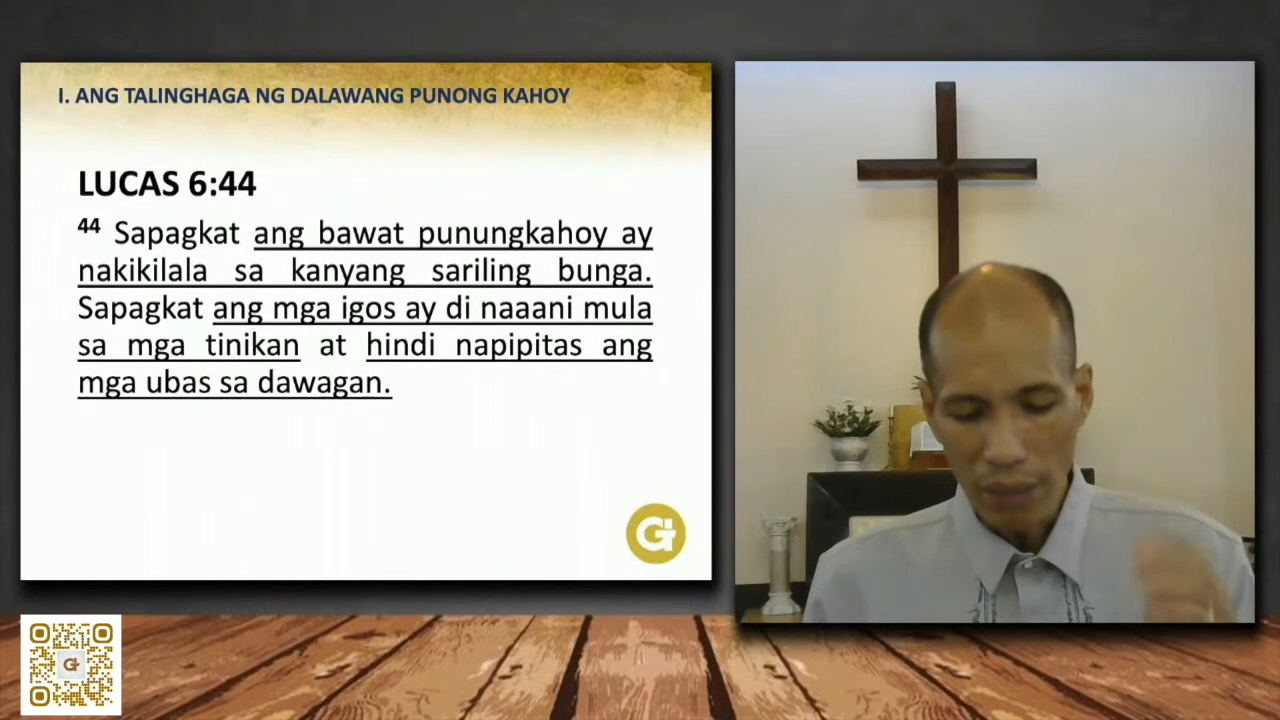 I. ANG TALINGHAGA NG DALAWANG PUNONG KAHOY
LUCAS 6:44
44 Sapagkat ang bawat punungkahoy ay
nakikilala sa kanyang sariling bunga.
Sapagkat ang mga igos ay di naaani mula
sa mga tinikan at hindi napipitas ang
mga ubas sa dawagan.